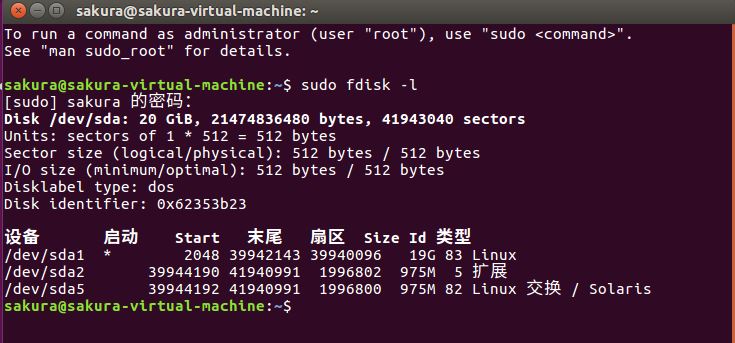 sakura@sakura-virtual-machine: ~
To run a command as administrator (user "root"), use "sudo <command>".
See "man sudo_root" for details.
sakura@sakura-virtual-machine:~$ sudo fdisk -l
[sudo] sakura 的密码：
Disk /dev/sda: 20 GiB, 21474836480 bytes, 41943040 sectors
Units: sectors of 1 * 512 = 512 bytes
Sector size (logical/physical): 512 bytes / 512 bytes
I/O size (minimum/optimal): 512 bytes / 512 bytes
Disklabel type: dos
Disk identifier: 0x62353b23
设备 启动 Start 末尾 扇区 Size Id 类型
/dev/sda1 * 2048 39942143 39940096 19G 83 Linux
/dev/sda2 39944190 41940991 1996802 975M 5 扩展
/dev/sda5 39944192 41940991 1996800 975M 82 Linux 交换 / Solaris
sakura@sakura-virtual-machine:~$